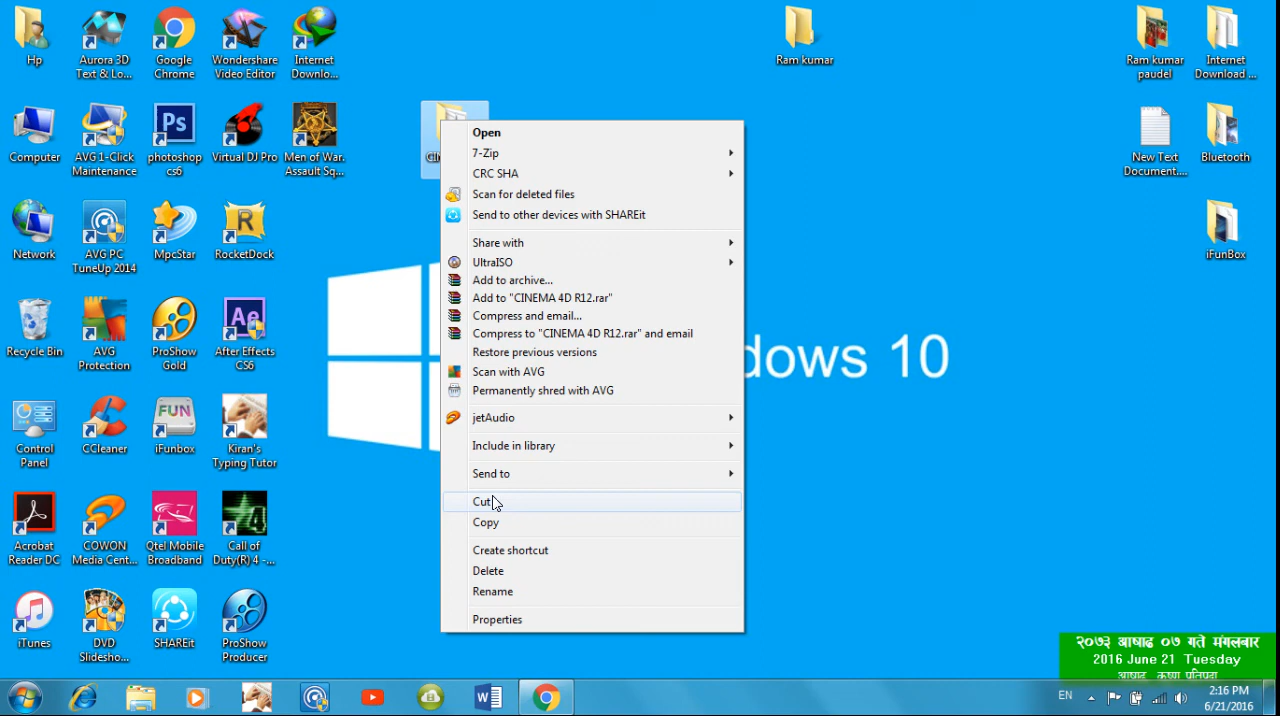 Hp
Aurora 3D
Text & Lo...
Google
Chrome
Wondershare
Video Editor
Internet
Downlo...
Ram kumar
Ram kumar
paudel
Internet
Download ...
Computer
AVG 1-Click
Maintenance
Ps
photoshop
cs6
Virtual DJ Pro
Men of War.
Assault Sq...
New Text
Document....
Bluetooth
Network
AVG PC
TuneUp 2014
MpcStar
R
RocketDock
iFunBox
Recycle Bin
AVG
Protection
ProShow
Gold
Ae
After Effects
CS6
Control
Panel
CCleaner
FUN
iFunbox
Kiran's
Typing Tutor
Acrobat
Reader DC
COWON
Media Cent...
Qtel Mobile
Broadband
4
Call of
Duty(R) 4 -...
iTunes
DVD
Slidesho...
SHAREit
ProShow
Producer
Open
7-Zip
CRC SHA
Scan for deleted files
Send to other devices with SHAREit
Share with
UltraISO
Add to archive...
Add to "CINEMA 4D R12.rar"
Compress and email...
Compress to "CINEMA 4D R12.rar" and email
Restore previous versions
Scan with AVG
Permanently shred with AVG
jetAudio
Include in library
Send to
Cut
Copy
Create shortcut
Delete
Rename
Properties
dows 10
२०७३ आषाढ ०७ गते मंगलबार
2016 June 21 Tuesday
EN
2:16 PM
6/21/2016